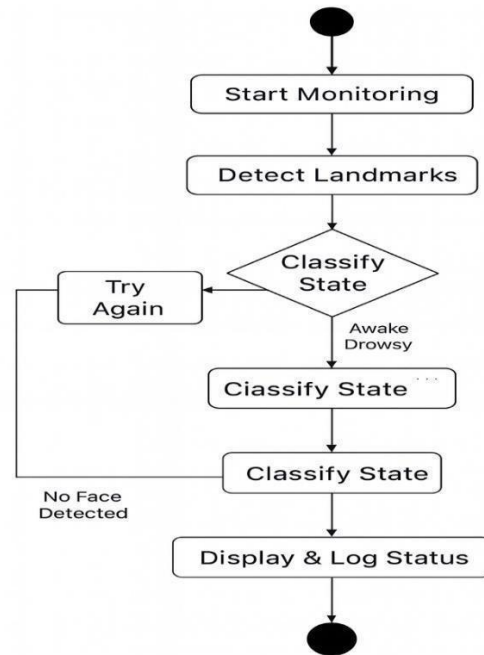 Start Monitoring
Detect Landmarks
Classify
State
Try
Again
Awake
Drowsy
Ciassify State ...
Classify State
No Face
Detected
Display & Log Status